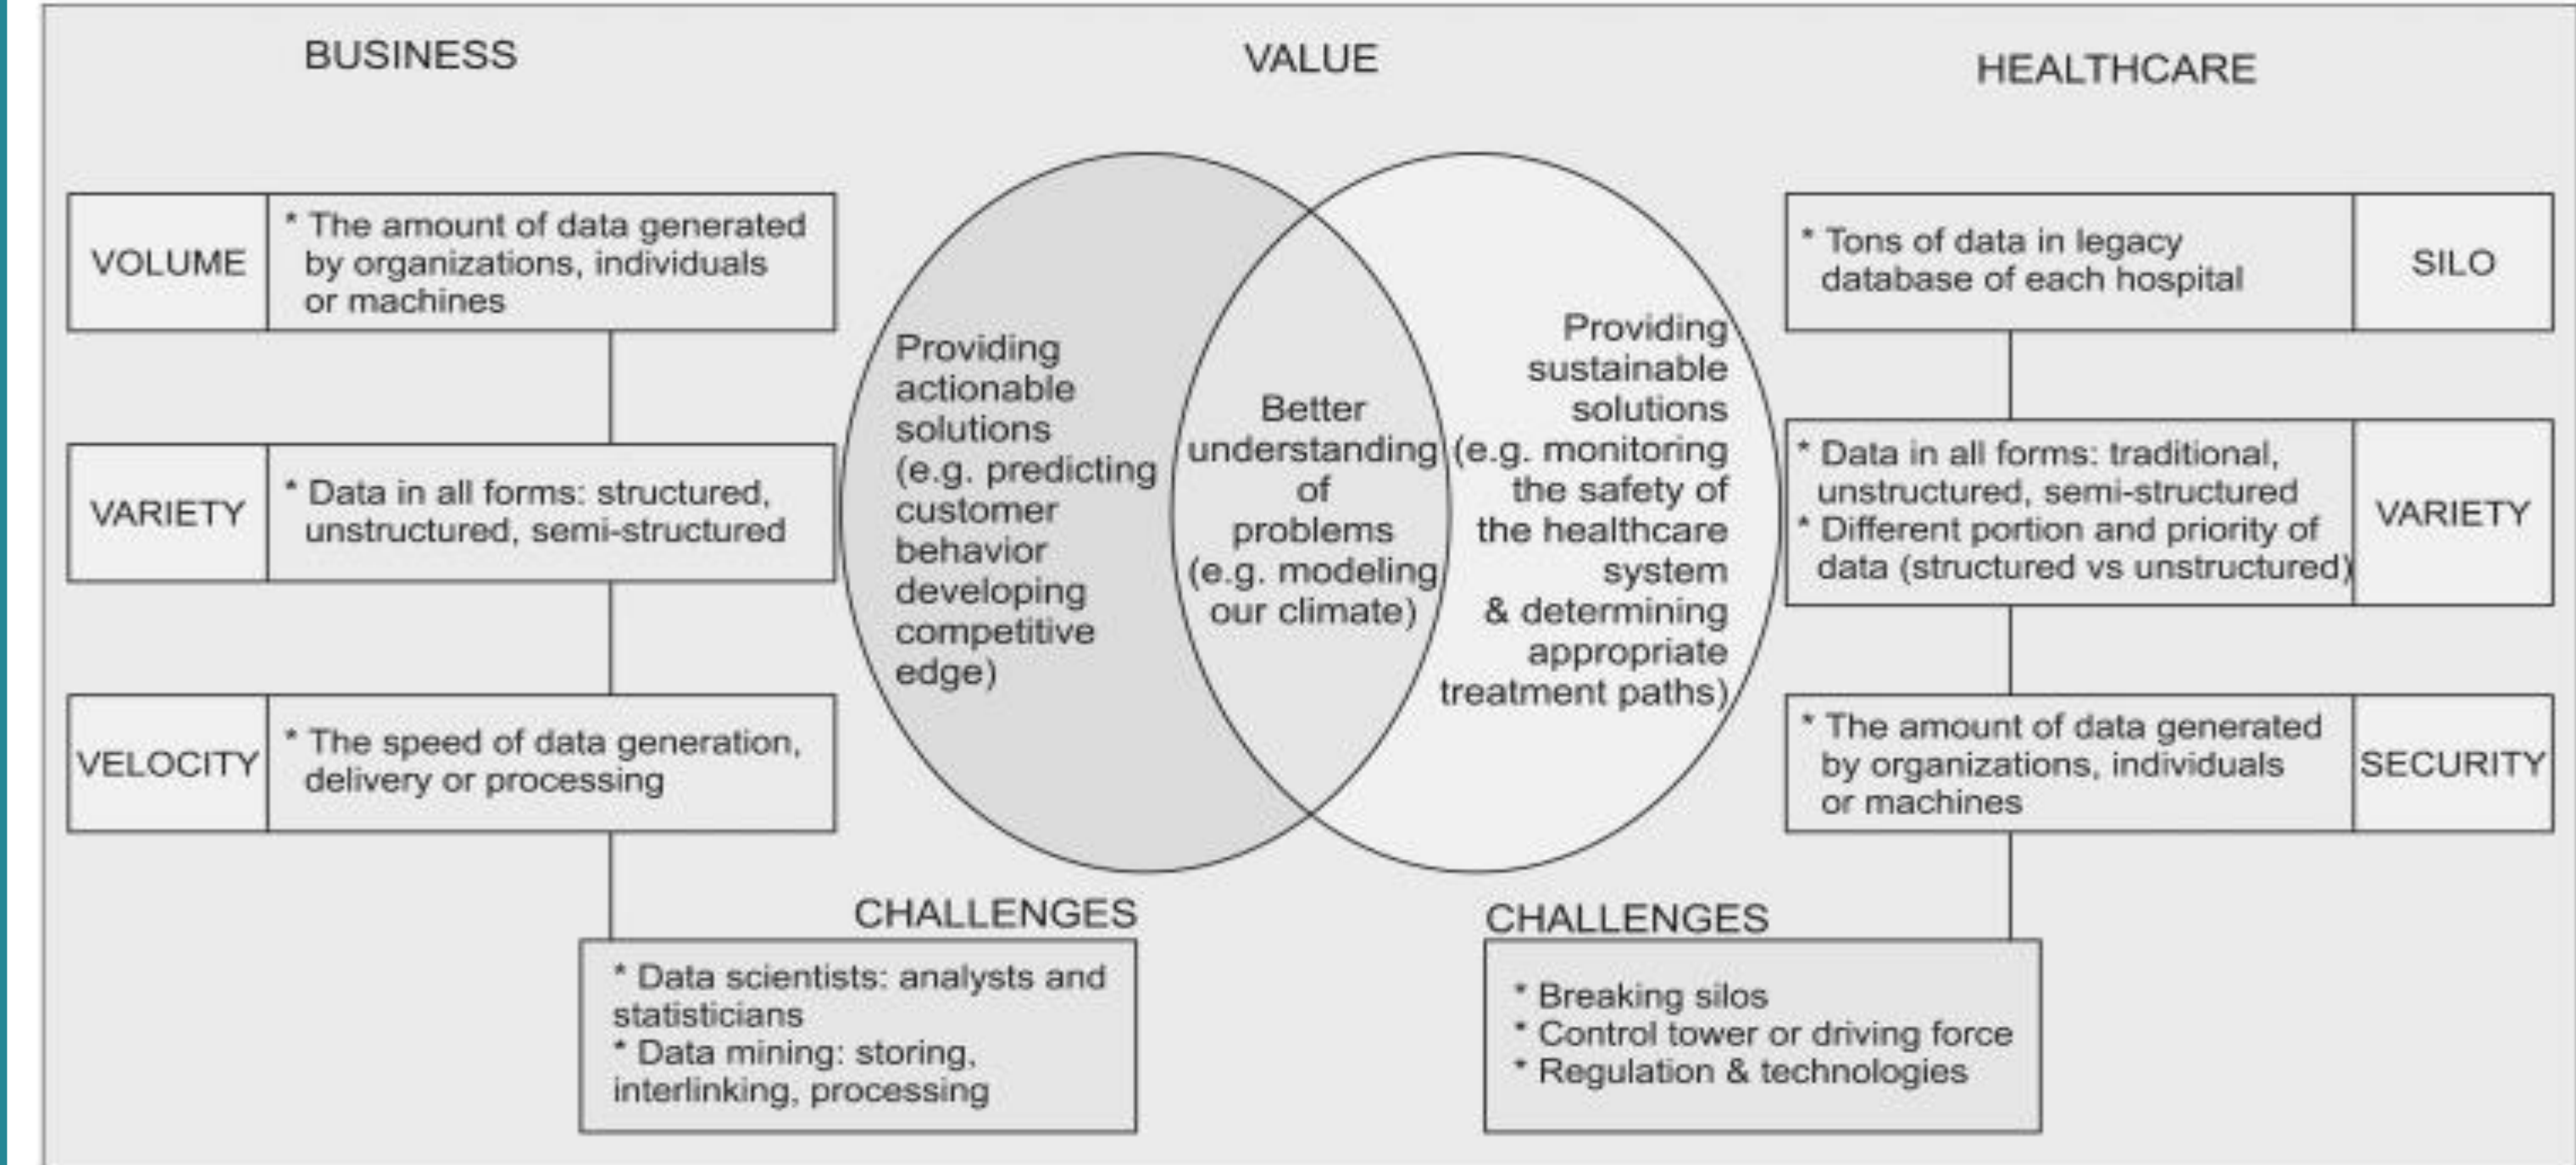 BUSINESS
VALUE
HEALTHCARE
VOLUME
* The amount of data generated
by organizations, individuals
or machines
VARIETY
* Data in all forms: structured,
unstructured, semi-structured
VELOCITY
* The speed of data generation,
delivery or processing
CHALLENGES
* Data scientists: analysts and
statisticians
* Data mining: storing,
interlinking, processing
Providing
actionable
solutions
(e.g. predicting
customer
behavior
developing
competitive
edge)
Better
understanding
of
problems
(e.g. modeling
our climate)
Providing
sustainable
solutions
(e.g. monitoring
the safety of
the healthcare
system
& determining
appropriate
treatment paths)
* Tons of data in legacy
database of each hospital
SILO
* Data in all forms: traditional,
unstructured, semi-structured
* Different portion and priority of
data (structured vs unstructured)
VARIETY
* The amount of data generated
by organizations, individuals
or machines
SECURITY
CHALLENGES
* Breaking silos
* Control tower or driving force
* Regulation & technologies